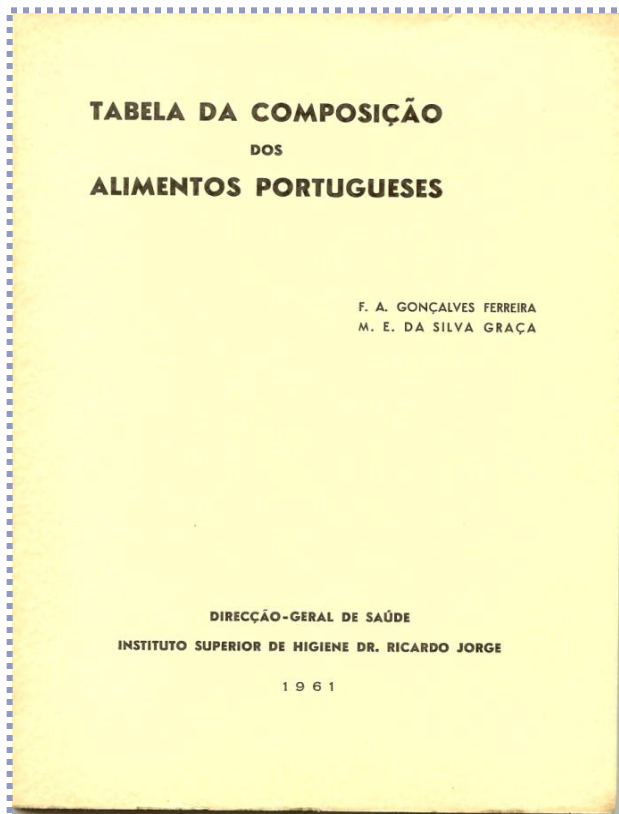 TABELA DA COMPOSIÇÃO
DOS
ALIMENTOS PORTUGUESES
F. A. GONÇALVES FERREIRA
M. E. DA SILVA GRAÇA
DIRECÇÃO-GERAL DE SAÚDE
INSTITUTO SUPERIOR DE HIGIENE DR. RICARDO JORGE
1961